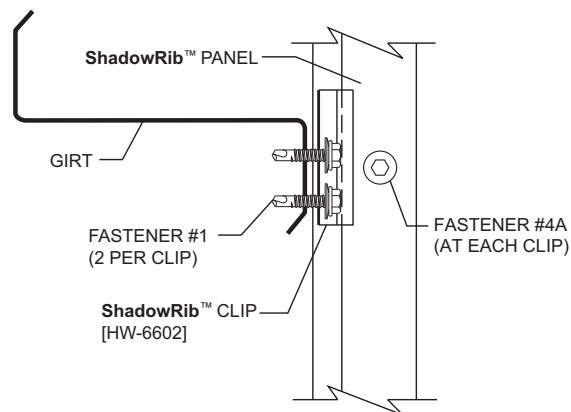 ShadowRib™ PANEL
GIRT
FASTENER #1
(2 PER CLIP)
FASTENER #4A
(AT EACH CLIP)
ShadowRib™ CLIP
[HW-6602]